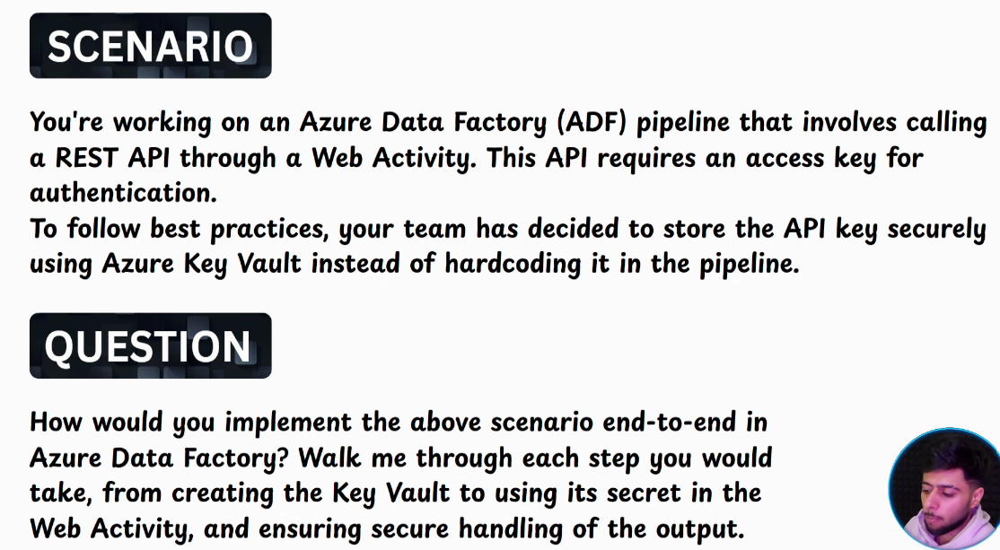 SCENARIO
You're working on an Azure Data Factory (ADF) pipeline that involves calling
a REST API through a Web Activity. This API requires an access key for
authentication.
To follow best practices, your team has decided to store the API key securely
using Azure Key Vault instead of hardcoding it in the pipeline.
QUESTION
How would you implement the above scenario end-to-end in
Azure Data Factory? Walk me through each step you would
take, from creating the Key Vault to using its secret in the
Web Activity, and ensuring secure handling of the output.